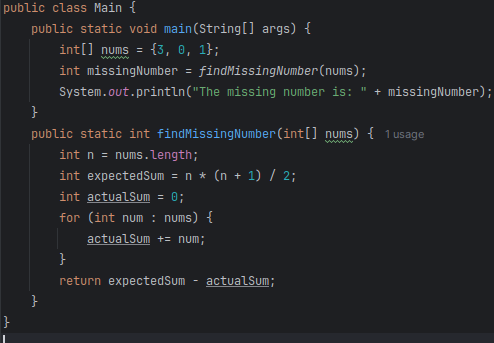 public class Main {
    public static void main(String[] args) {
        int[] nums = {3, 0, 1};
        int missingNumber = findMissingNumber(nums);
        System.out.println("The missing number is: " + missingNumber);
    }
    public static int findMissingNumber(int[] nums) { 1 usage
        int n = nums.length;
        int expectedSum = n * (n + 1) / 2;
        int actualSum = 0;
        for (int num : nums) {
            actualSum += num;
        }
        return expectedSum - actualSum;
    }
}